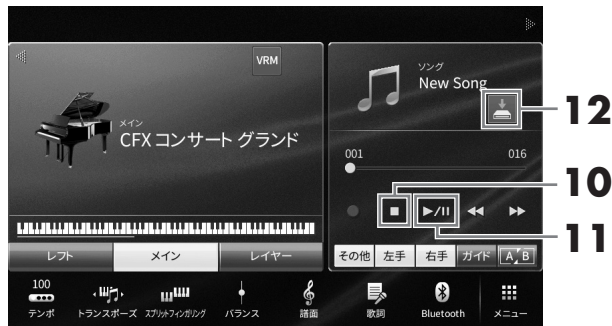 VRM
メイン
CFX コンサート グランド
ソング
New Song
12
001
016
10
11
レフト
メイン
レイヤー
その他
左手
右手
ガイド
A B
100
テンポ
トランスポーズ
スプリットフィンガリング
バランス
譜面
歌詞
Bluetooth
メニュー